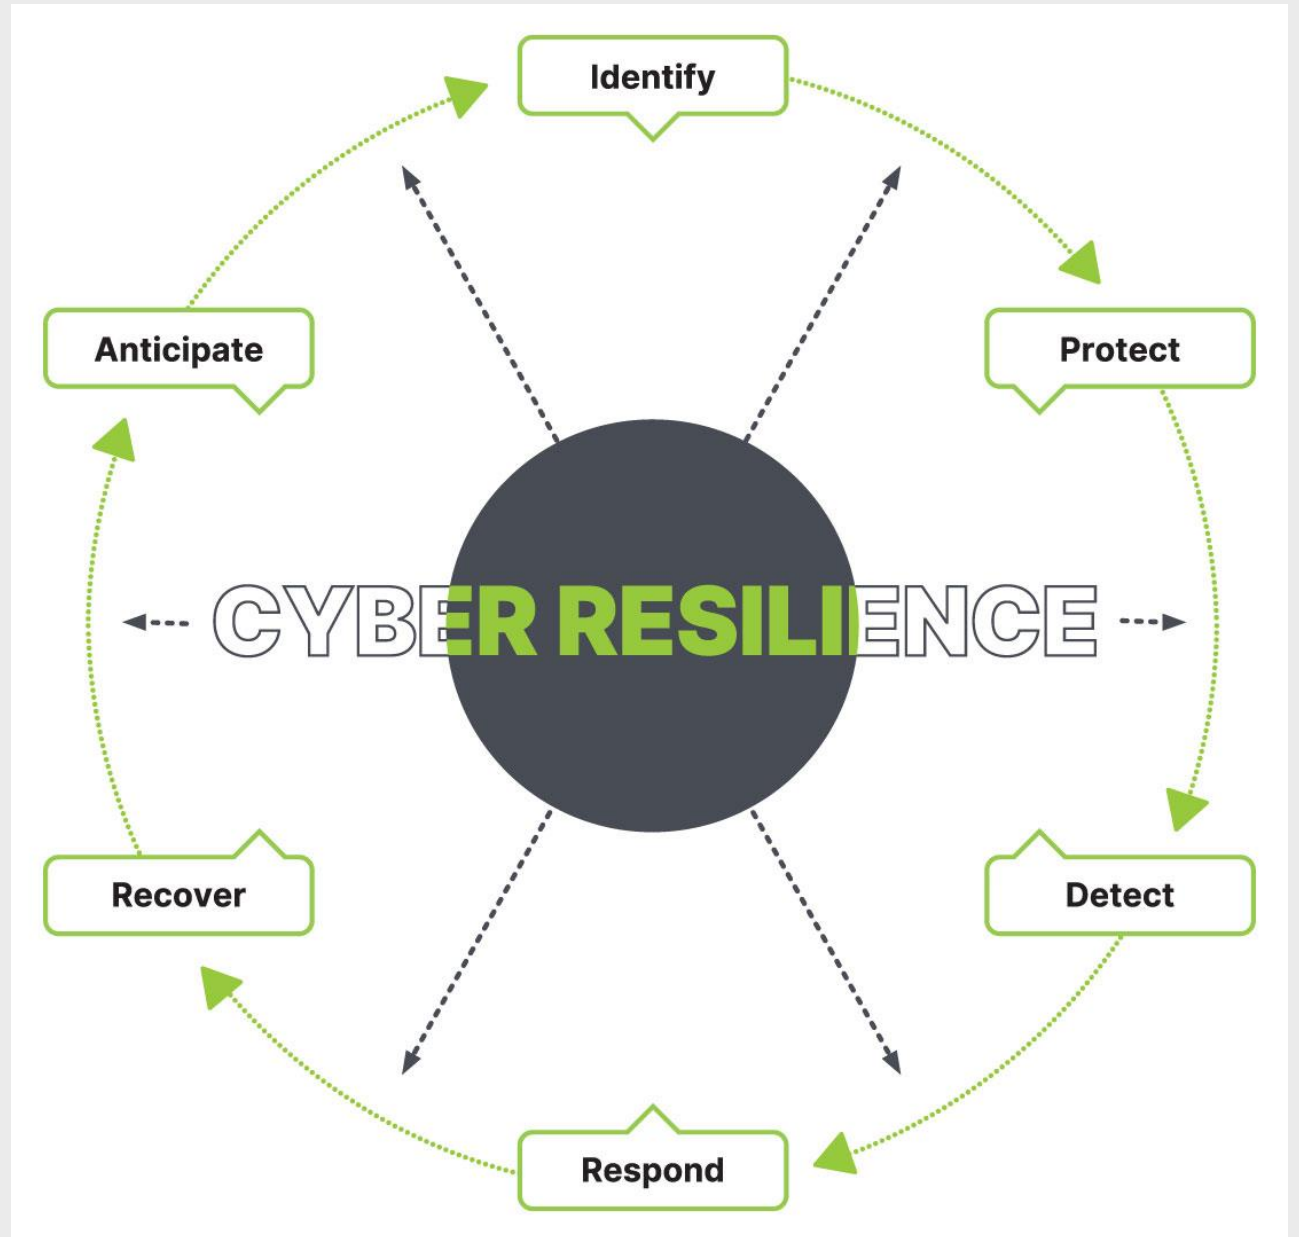 Identify
Anticipate
Protect
CYBER RESILIENCE
Recover
Detect
Respond